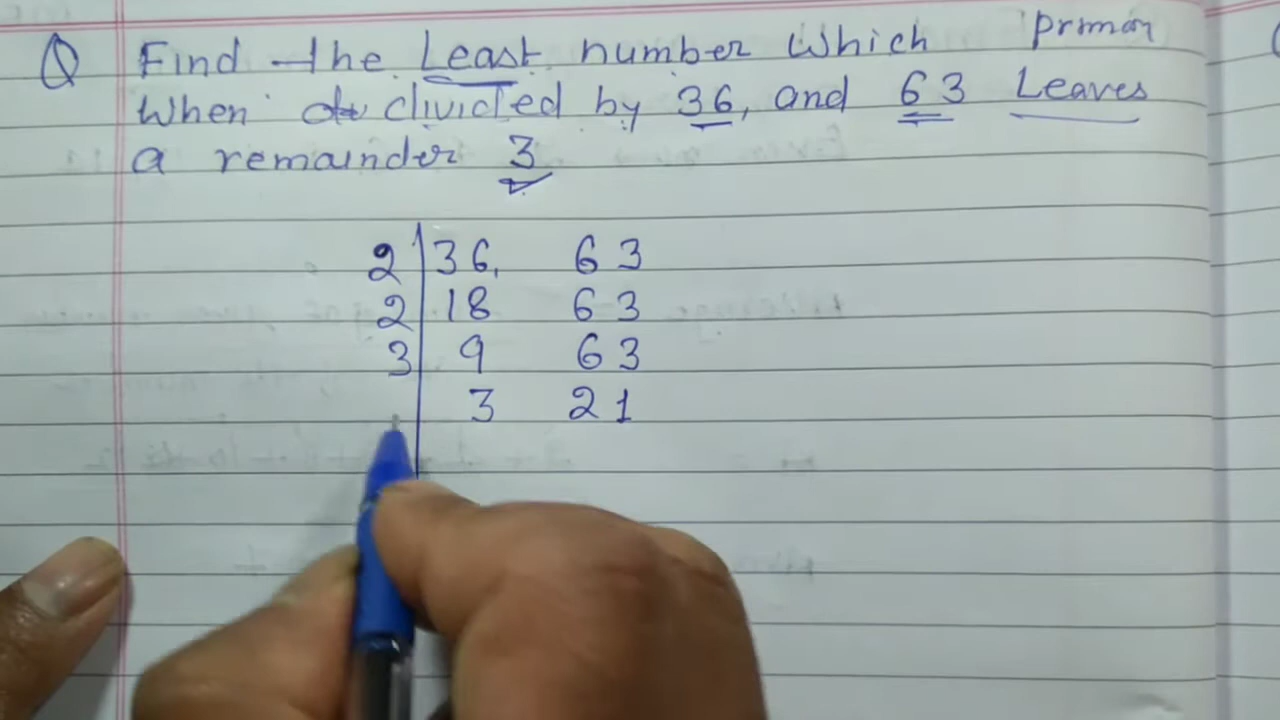 Q Find the Least number which
when divided by 36, and 63 Leaves
a remainder 3
2 36, 63
2 18 63
3 9 63
3 21